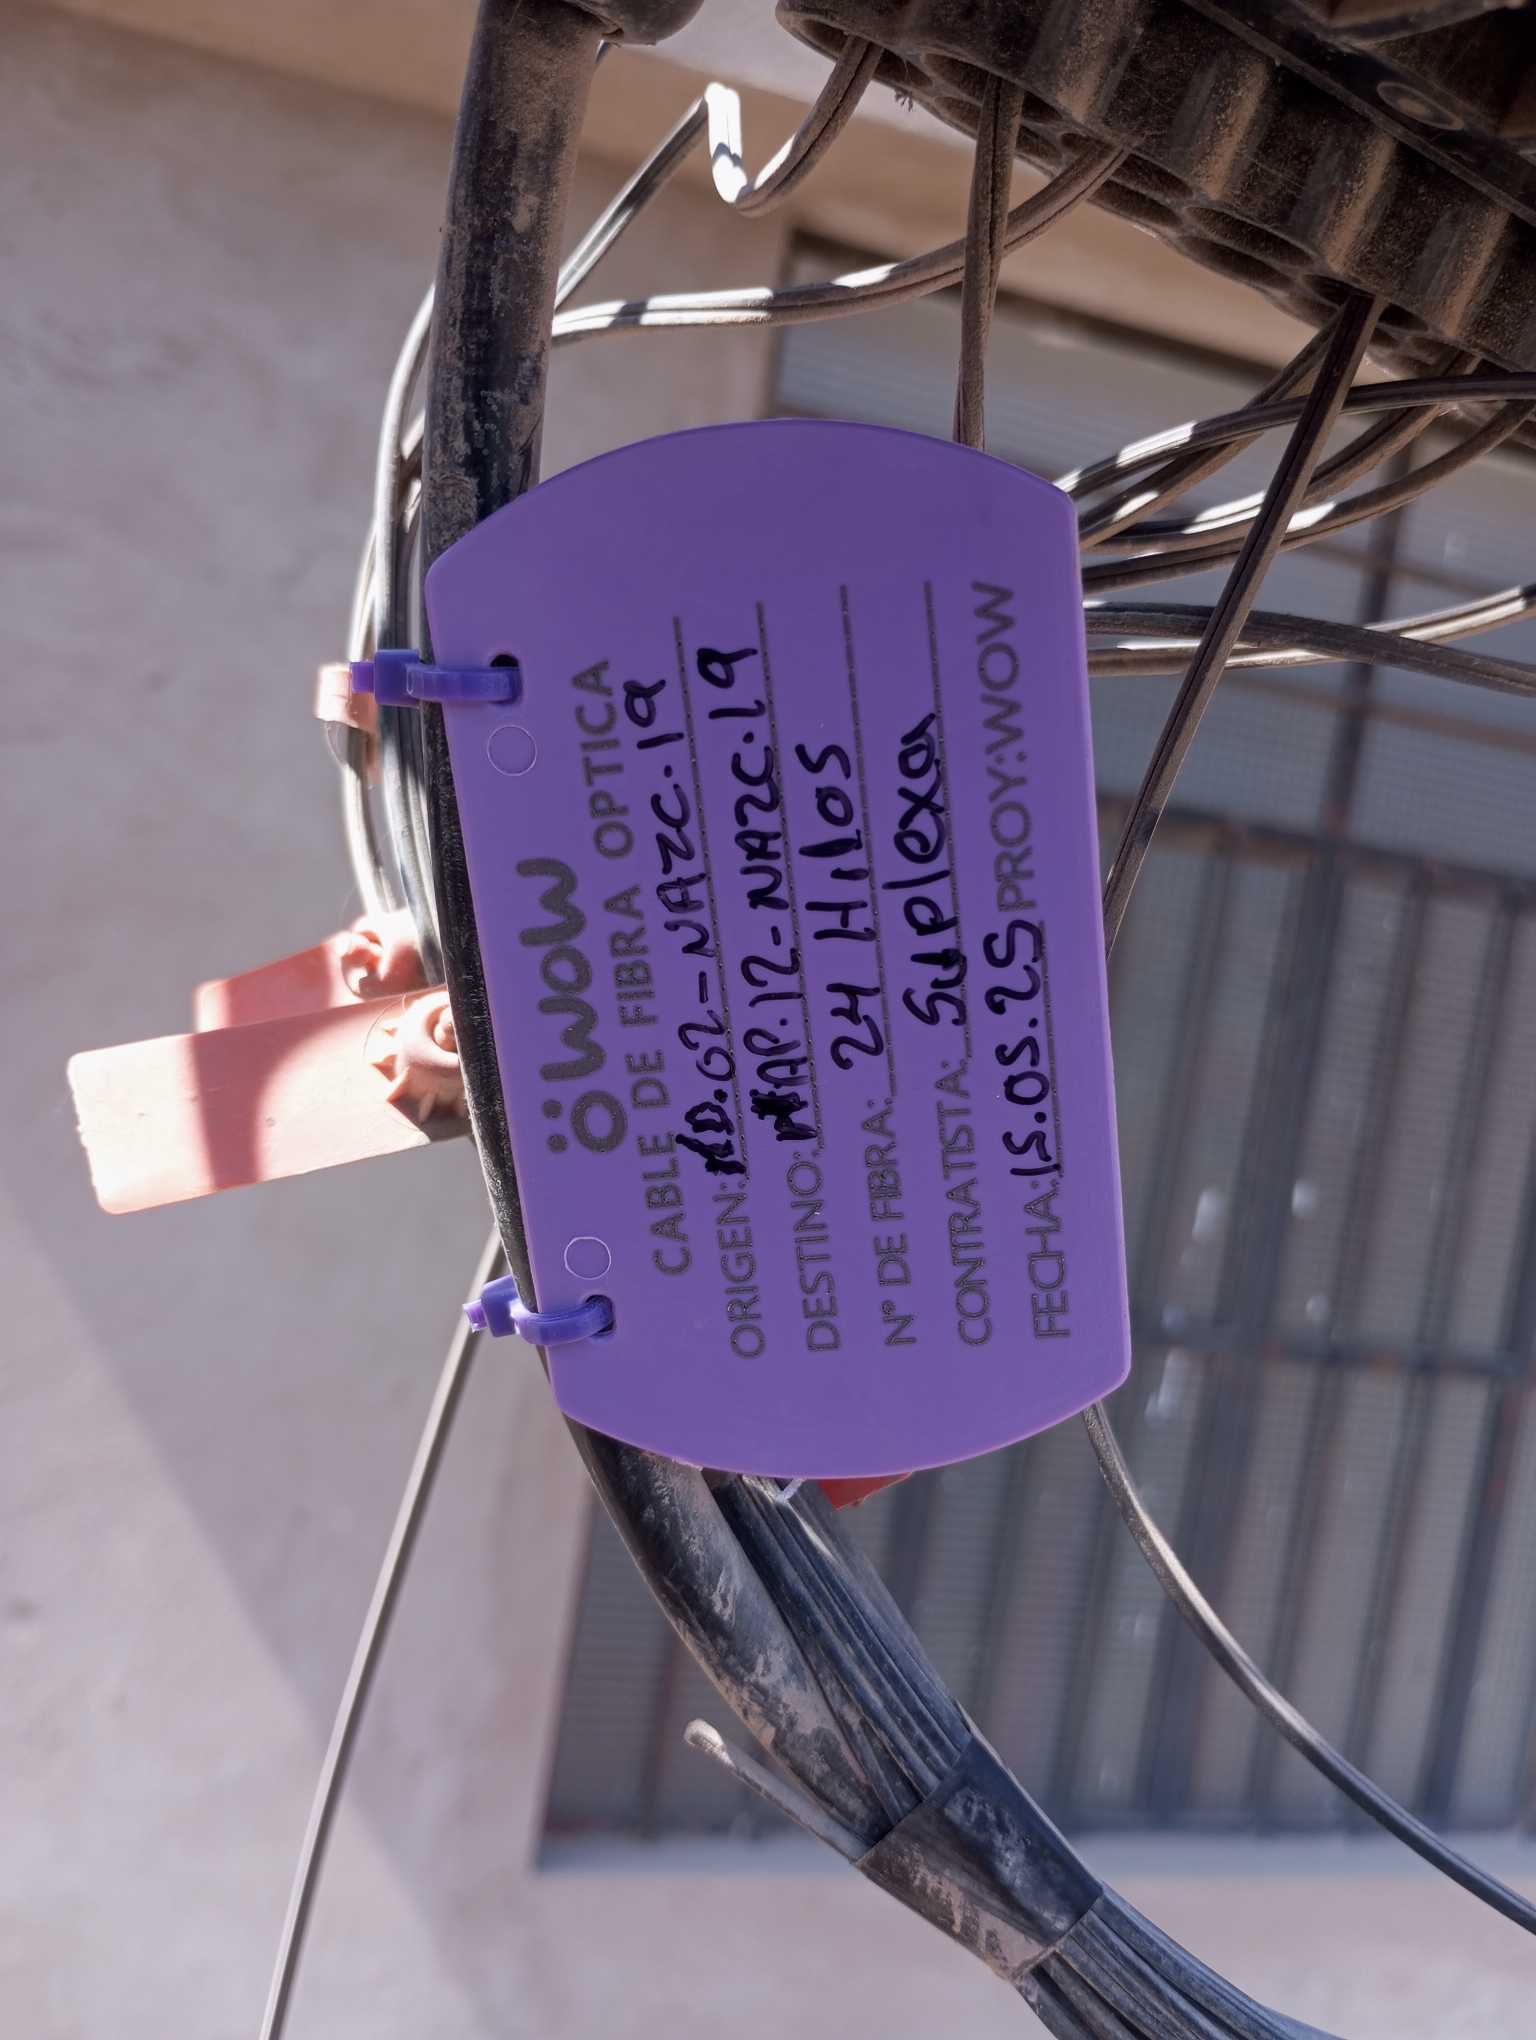 ÖWOW
CABLE DE FIBRA OPTICA
ORIGEN: AD.02-NAZC.19
DESTINO: NAP.12-NAZC.19
Nº DE FIBRA: 24 Hilos
CONTRATISTA: Suplexa
FECHA: 15.05.25 PROY:WOW